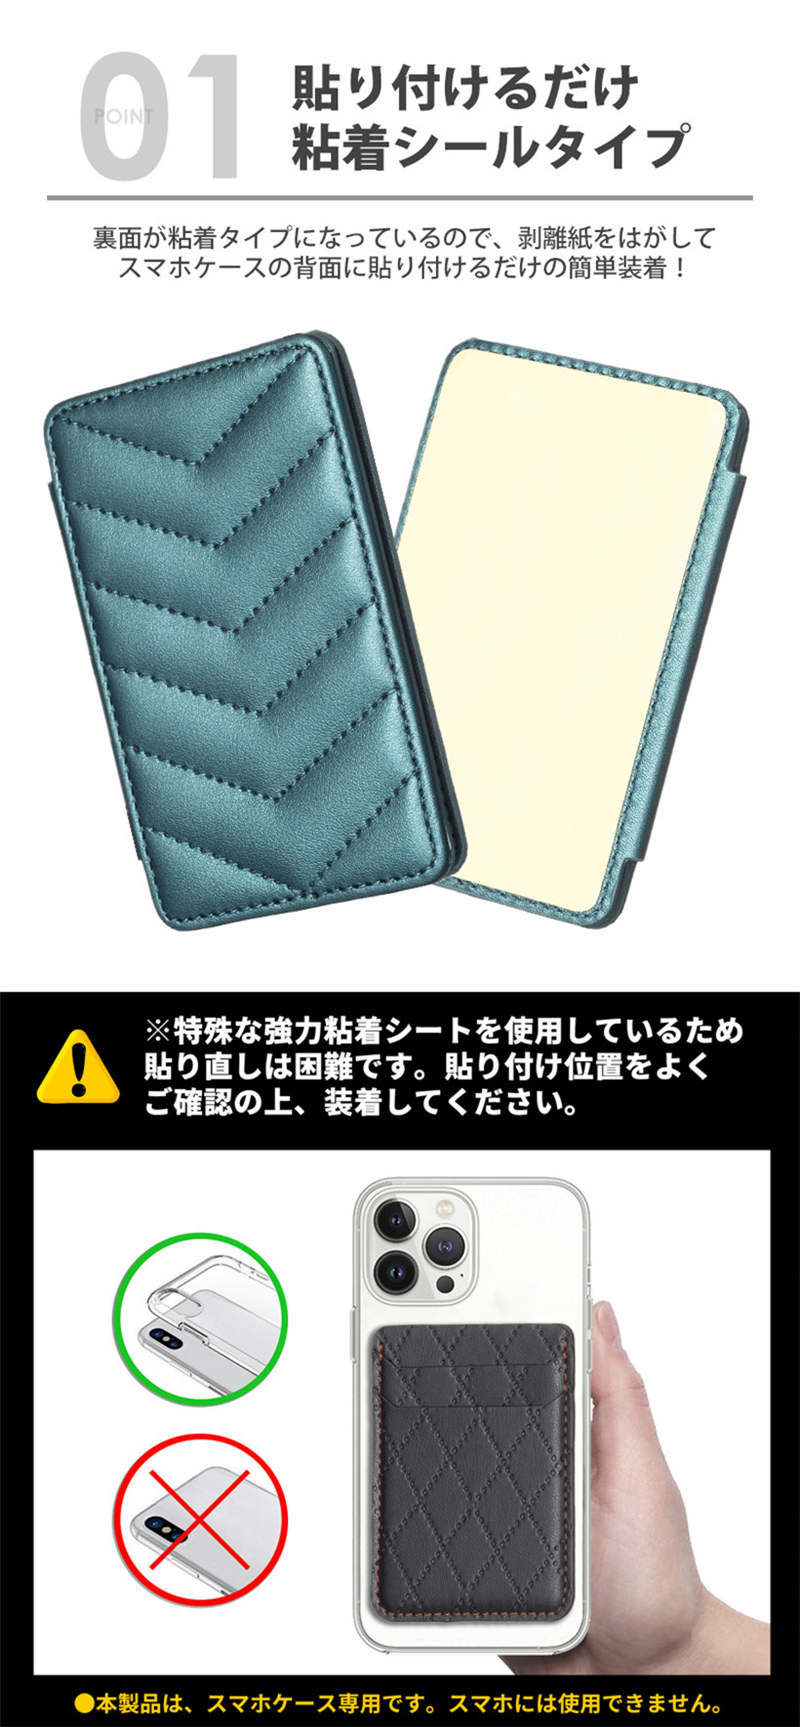 01
POINT
貼り付けるだけ
粘着シールタイプ
裏面が粘着タイプになっているので、剥離紙をはがして
スマホケースの背面に貼り付けるだけの簡単装着！
※特殊な強力粘着シートを使用しているため
貼り直しは困難です。貼り付け位置をよく
ご確認の上、装着してください。
●本製品は、スマホケース専用です。スマホには使用できません。